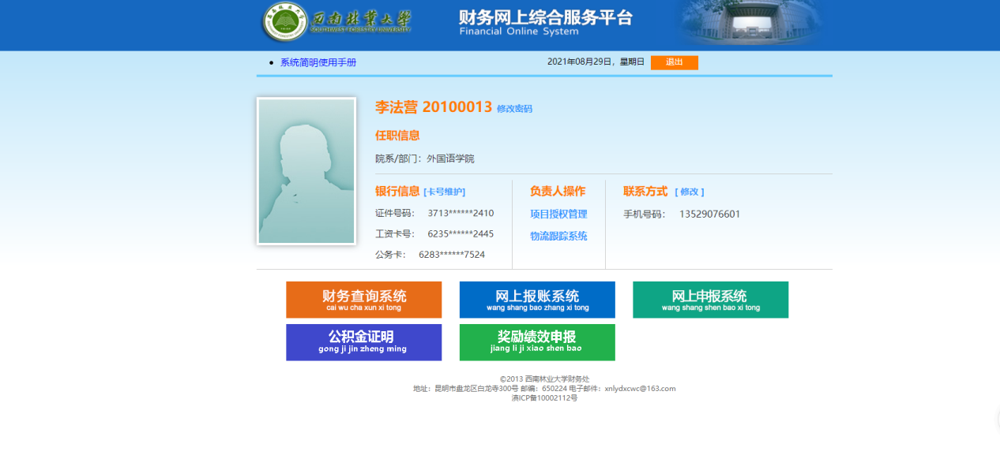 西南林业大学
SOUTHWEST FORESTRY UNIVERSITY
财务网上综合服务平台
Financial Online System
系统简明使用手册
2021年08月29日，星期日 退出
李法营 20100013 修改密码
任职信息
院系/部门：外国语学院
银行信息 [卡号维护] 负责人操作 联系方式 [ 修改 ]
证件号码： 3713******2410 项目授权管理 手机号码： 13529076601
工资卡号： 6235******2445 物流跟踪系统
公务卡： 6283******7524
财务查询系统 网上报账系统 网上申报系统
cai wu cha xun xi tong wang shang bao zhang xi tong wang shang shen bao xi tong
公积金证明 奖励绩效申报
gong ji jin zheng ming jiang li ji xiao shen bao
©2013 西南林业大学财务处
地址：昆明市盘龙区白龙寺300号 邮编：650224 电子邮件：xnlydxcwc@163.com
滇ICP备10002112号